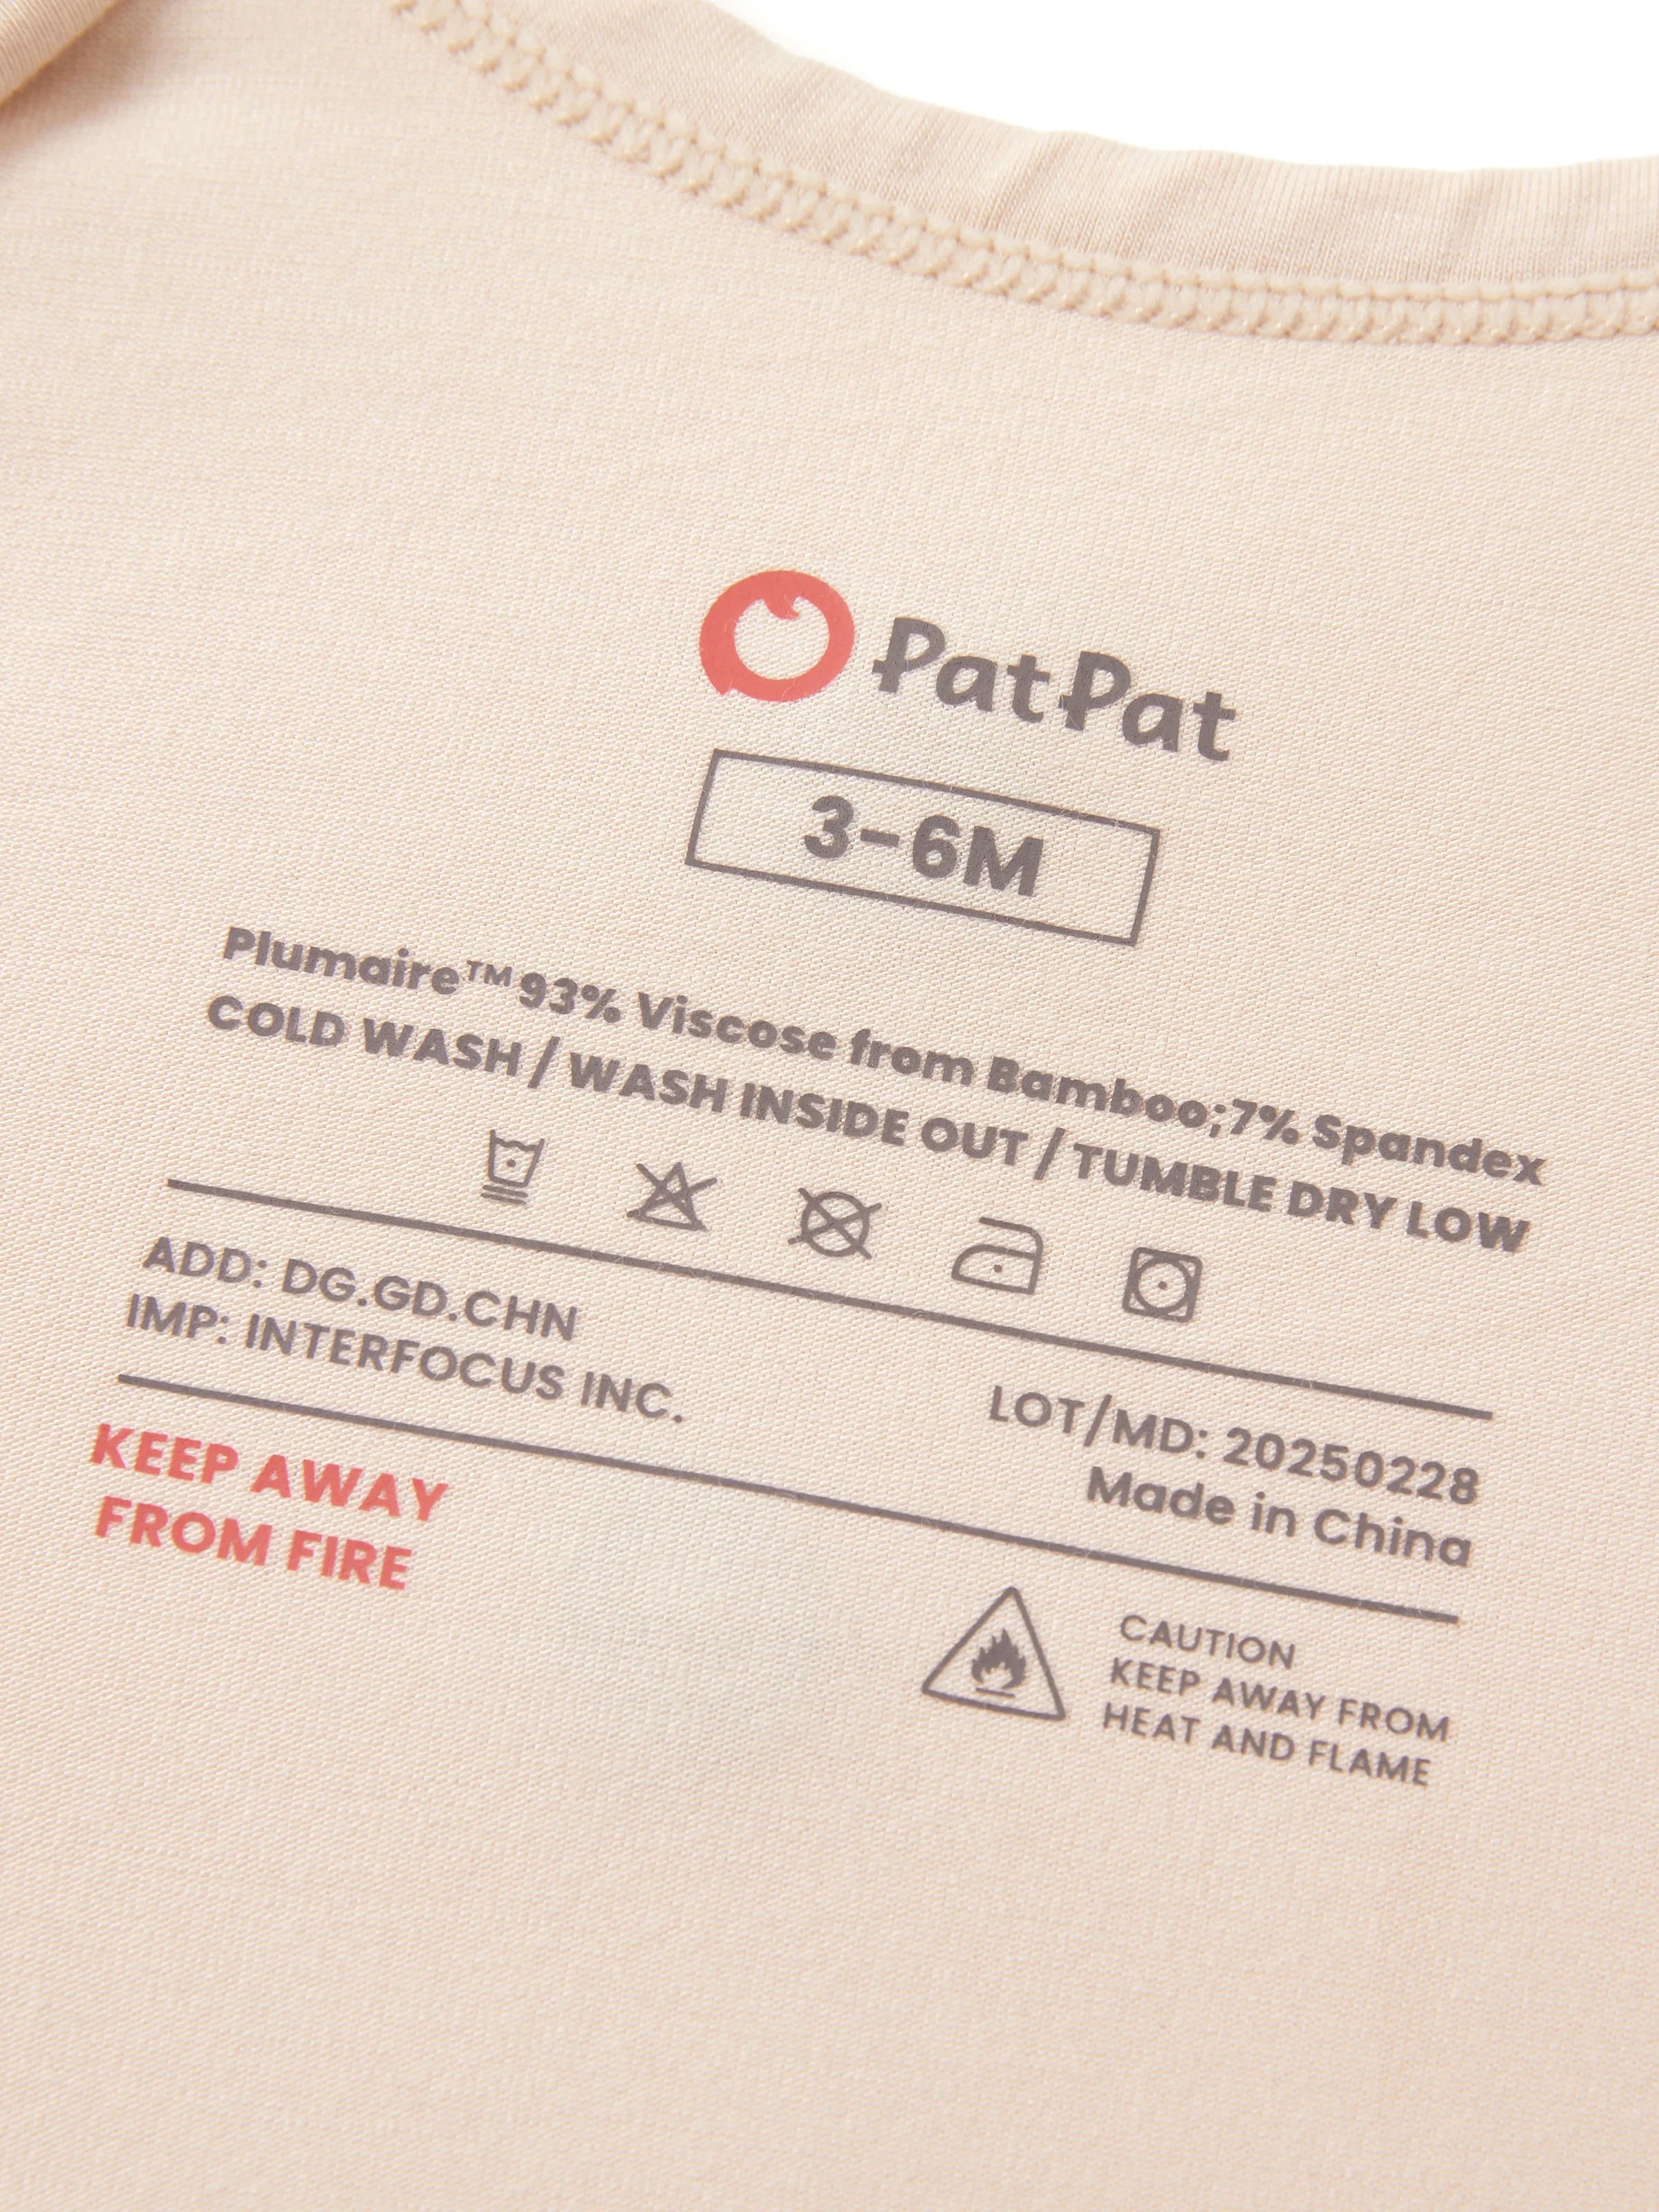 PatPat
3-6M
Plumaire™ 93% Viscose from Bamboo;7% Spandex
COLD WASH / WASH INSIDE OUT / TUMBLE DRY LOW
ADD: DG.GD.CHN
IMP: INTERFOCUS INC.
LOT/MD: 20250228
Made in China
KEEP AWAY
FROM FIRE
CAUTION
KEEP AWAY FROM
HEAT AND FLAME